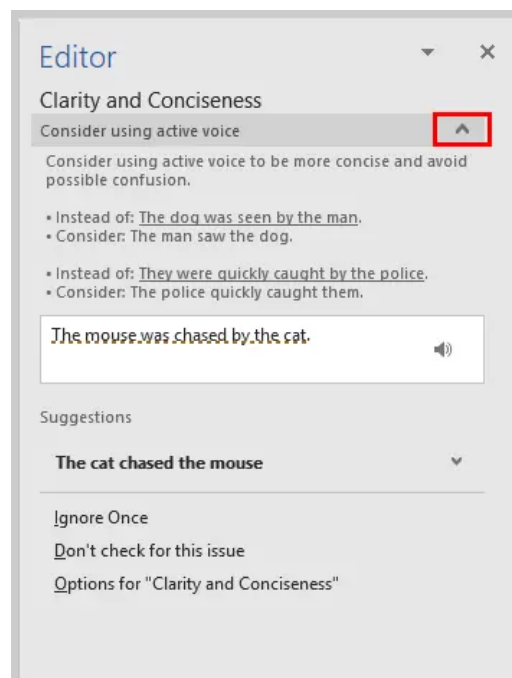 Editor
Clarity and Conciseness
Consider using active voice
Consider using active voice to be more concise and avoid
possible confusion.
• Instead of: The dog was seen by the man.
• Consider: The man saw the dog.
• Instead of: They were quickly caught by the police.
• Consider: The police quickly caught them.
The mouse was chased by the cat.
Suggestions
The cat chased the mouse
Ignore Once
Don't check for this issue
Options for "Clarity and Conciseness"